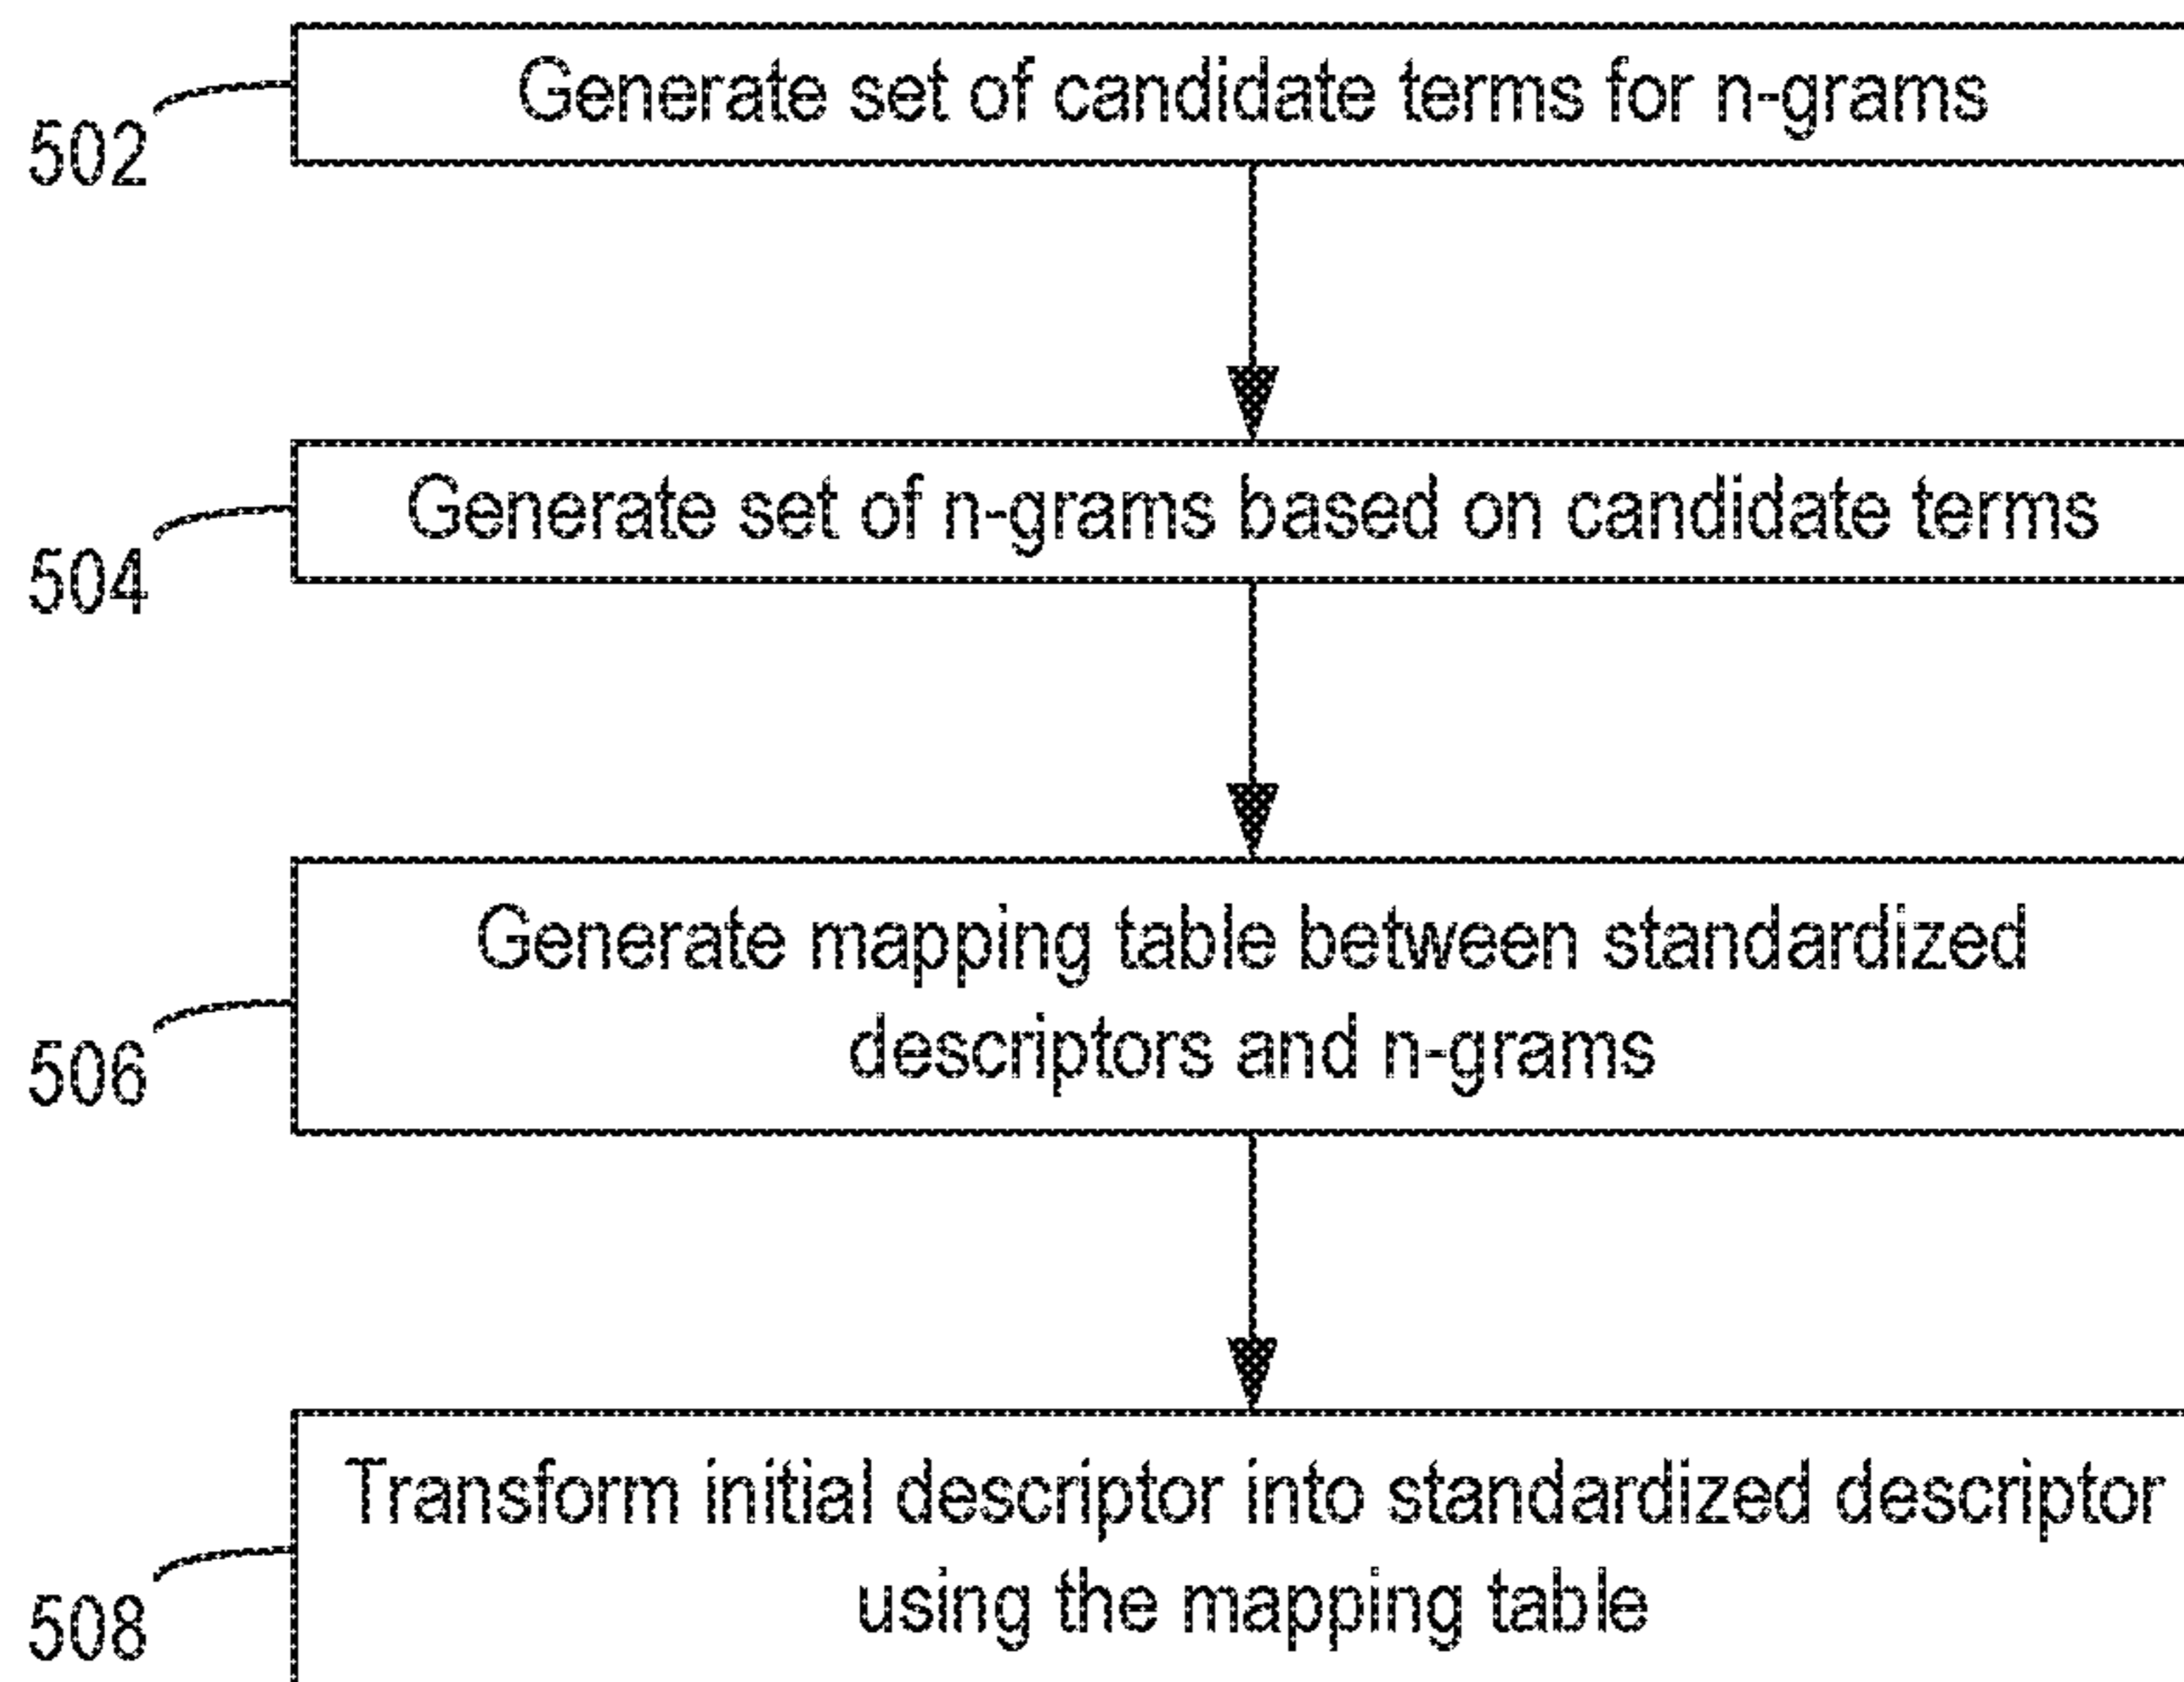 Generate set of candidate terms for n-grams
502
Generate set of n-grams based on candidate terms
504
Generate mapping table between standardized
descriptors and n-grams
506
Transform initial descriptor into standardized descriptor
using the mapping table
508